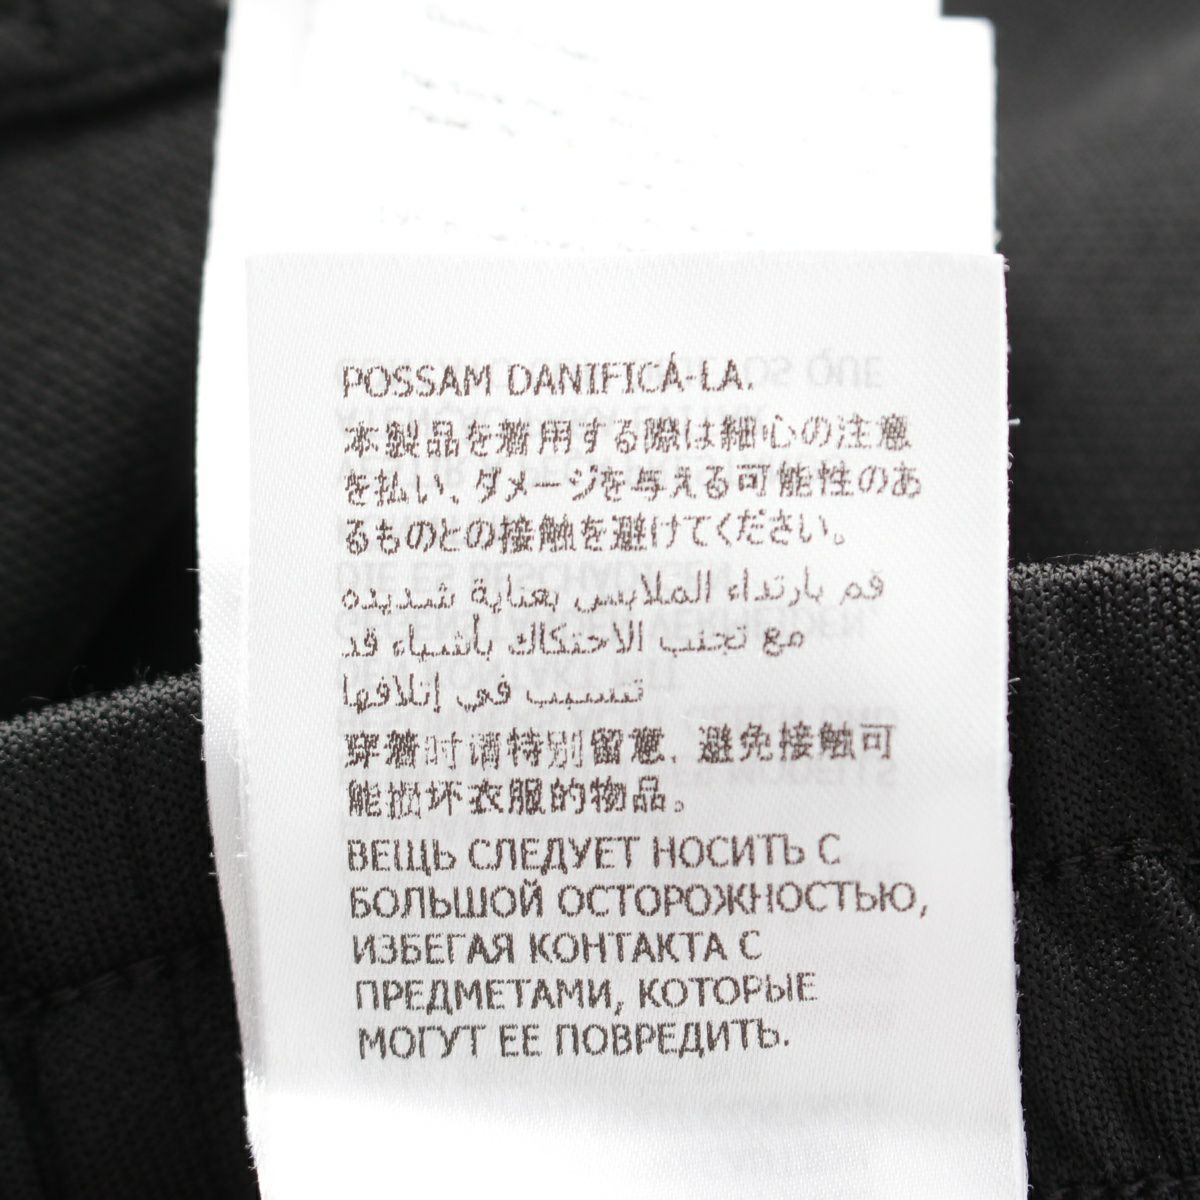 POSSAM DANIFICÁ-LA.
本製品を着用する際は細心の注意
を払い、ダメージを与える可能性のあ
るものとの接触を避けてください。
قم بارتداء الملابس بعناية شديده
مع تجنب الاحتكاك بأشياء قد
تتسبب في إتلافها
穿着时请特别留意，避免接触可
能损坏衣服的物品。
ВЕЩЬ СЛЕДУЕТ НОСИТЬ С
БОЛЬШОЙ ОСТОРОЖНОСТЬЮ,
ИЗБЕГАЯ КОНТАКТА С
ПРЕДМЕТАМИ, КОТОРЫЕ
МОГУТ ЕЕ ПОВРЕДИТЬ.